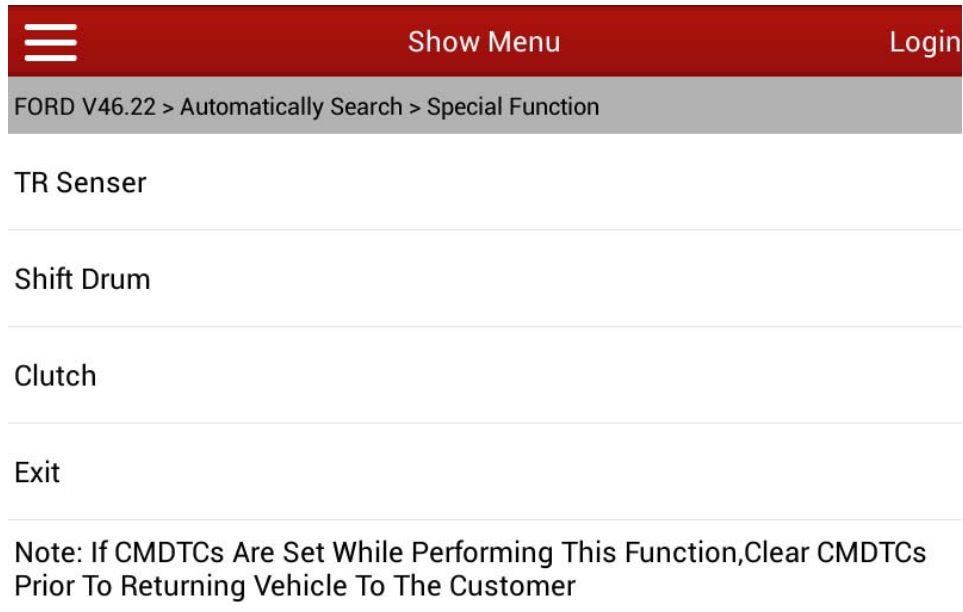 Show Menu
Login
FORD V46.22 > Automatically Search > Special Function
TR Senser
Shift Drum
Clutch
Exit
Note: If CMDTCs Are Set While Performing This Function,Clear CMDTCs
Prior To Returning Vehicle To The Customer